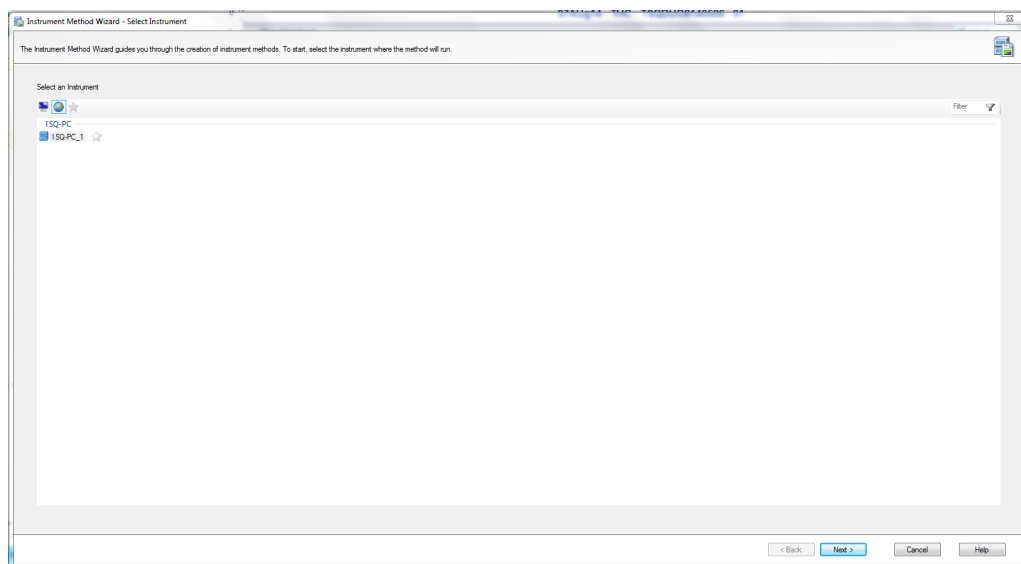 Instrument Method Wizard - Select Instrument
The Instrument Method Wizard guides you through the creation of instrument methods. To start, select the instrument where the method will run.
Select an Instrument
Filter
ISQ-PC
ISQ-PC_1
< Back
Next >
Cancel
Help